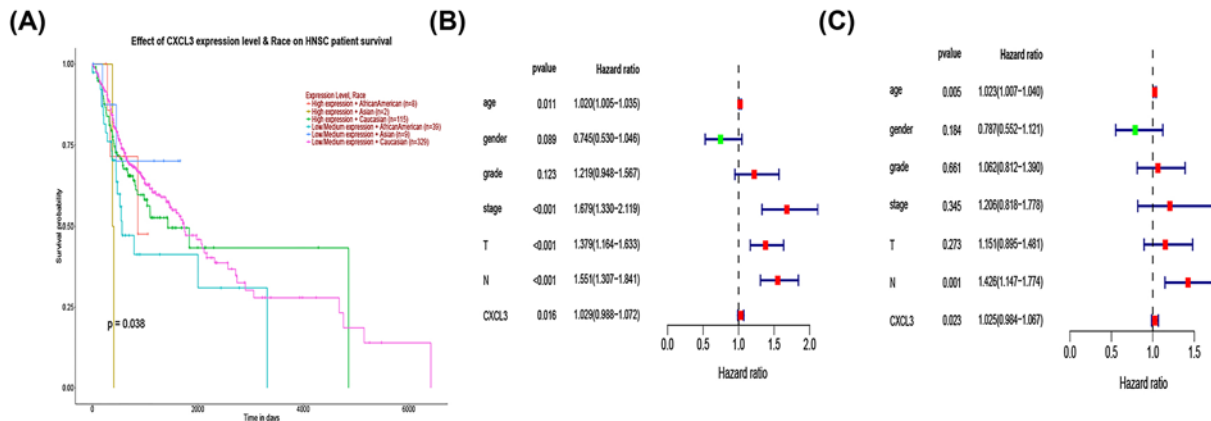 (A)
Effect of CXCL3 expression level & Race on HNSC patient survival
Expression Level, Race
High expression + AfricanAmerican (n=8)
High expression + Asian (n=2)
High expression + Caucasian (n=115)
Low/Medium expression + AfricanAmerican (n=39)
Low/Medium expression + Asian (n=9)
Low/Medium expression + Caucasian (n=329)
Survival probability
1.00
0.75
0.50
0.25
0.00
p = 0.038
0 2000 4000 6000
Time in days
(B)
pvalue Hazard ratio
age 0.011 1.020(1.005−1.035)
gender 0.089 0.745(0.530−1.046)
grade 0.123 1.219(0.948−1.567)
stage <0.001 1.679(1.330−2.119)
T <0.001 1.379(1.164−1.633)
N <0.001 1.551(1.307−1.841)
CXCL3 0.016 1.029(0.988−1.072)
0.0 0.5 1.0 1.5 2.0
Hazard ratio
(C)
pvalue Hazard ratio
age 0.005 1.023(1.007−1.040)
gender 0.184 0.787(0.552−1.121)
grade 0.661 1.062(0.812−1.390)
stage 0.345 1.206(0.818−1.778)
T 0.273 1.151(0.895−1.481)
N 0.001 1.426(1.147−1.774)
CXCL3 0.023 1.025(0.984−1.067)
0.0 0.5 1.0 1.5
Hazard ratio